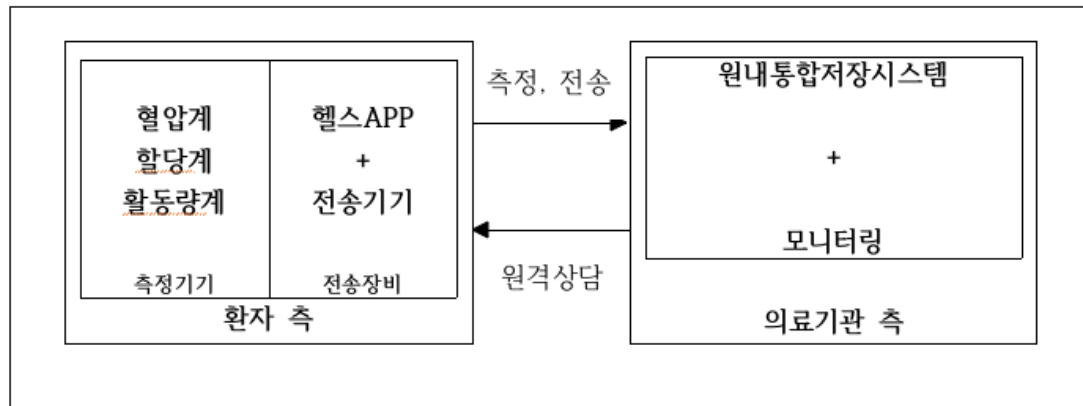 혈압계
할당계
활동량계
측정기기
헬스APP
+
전송기기
전송장비
환자 측
측정, 전송
원격상담
원내통합저장시스템
+
모니터링
의료기관 측